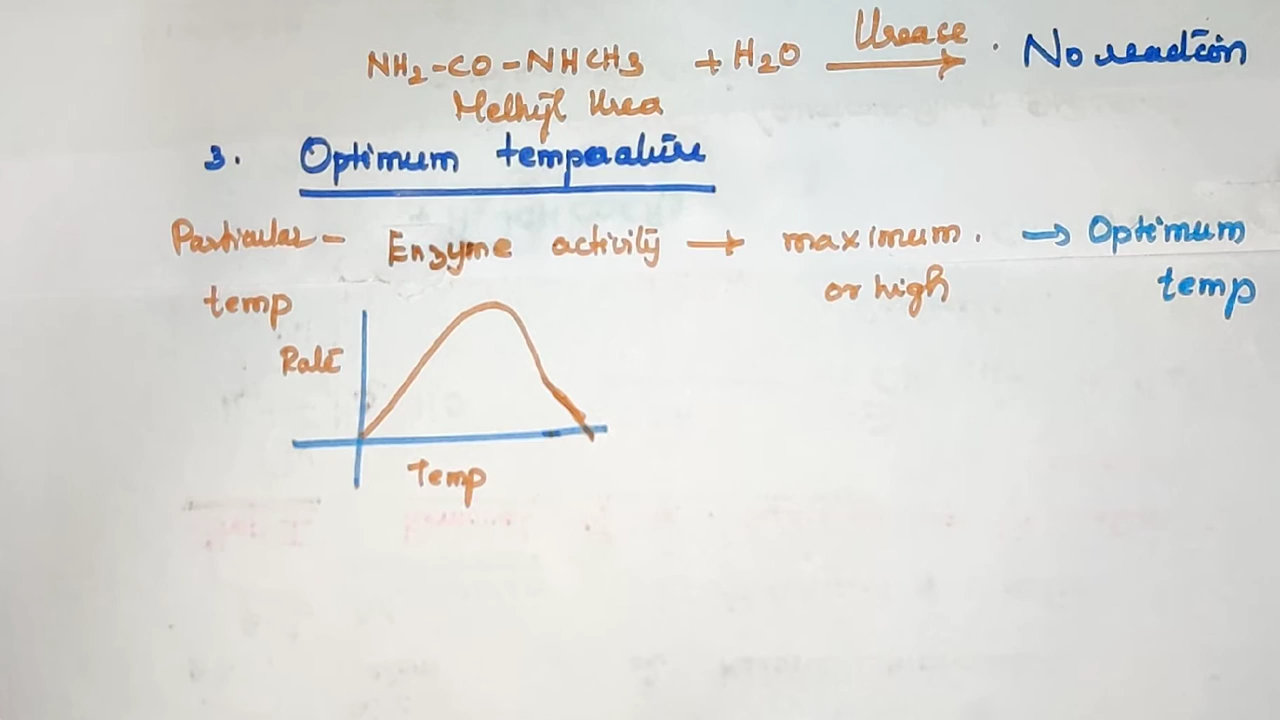 NH₂-CO-NHCH₃ + H₂O Urease → No reaction
Methyl Urea
3. Optimum temperature
Particular - Enzyme activity → maximum. → Optimum
temp or high temp
Rate
Temp